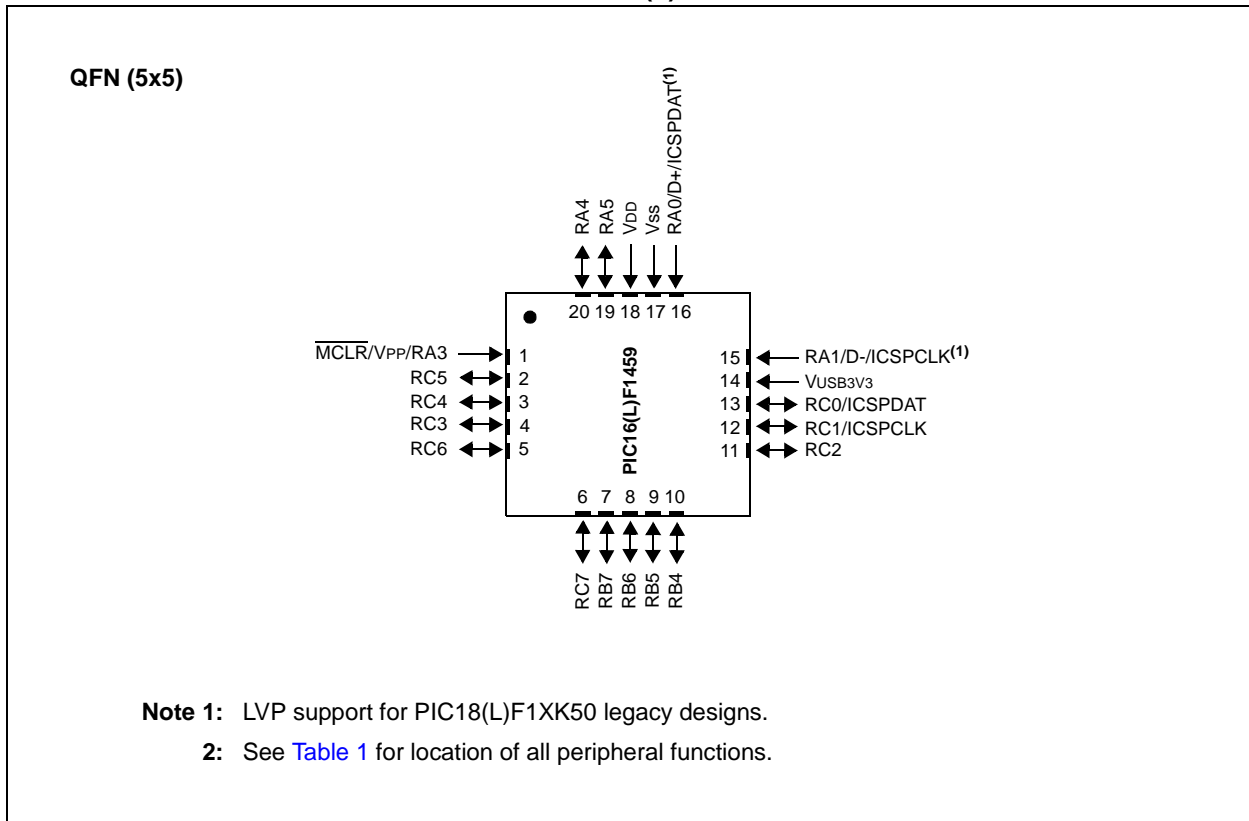 QFN (5x5)
RA4
RA5
VDD
Vss
RA0/D+/ICSPDAT(1)
20 19 18 17 16
MCLR/VPP/RA3 1
RC5 2
RC4 3
RC3 4
RC6 5
PIC16(L)F1459
15 RA1/D-/ICSPCLK(1)
14 VUSB3V3
13 RC0/ICSPDAT
12 RC1/ICSPCLK
11 RC2
6 7 8 9 10
RC7
RB7
RB6
RB5
RB4
Note 1: LVP support for PIC18(L)F1XK50 legacy designs.
2: See Table 1 for location of all peripheral functions.